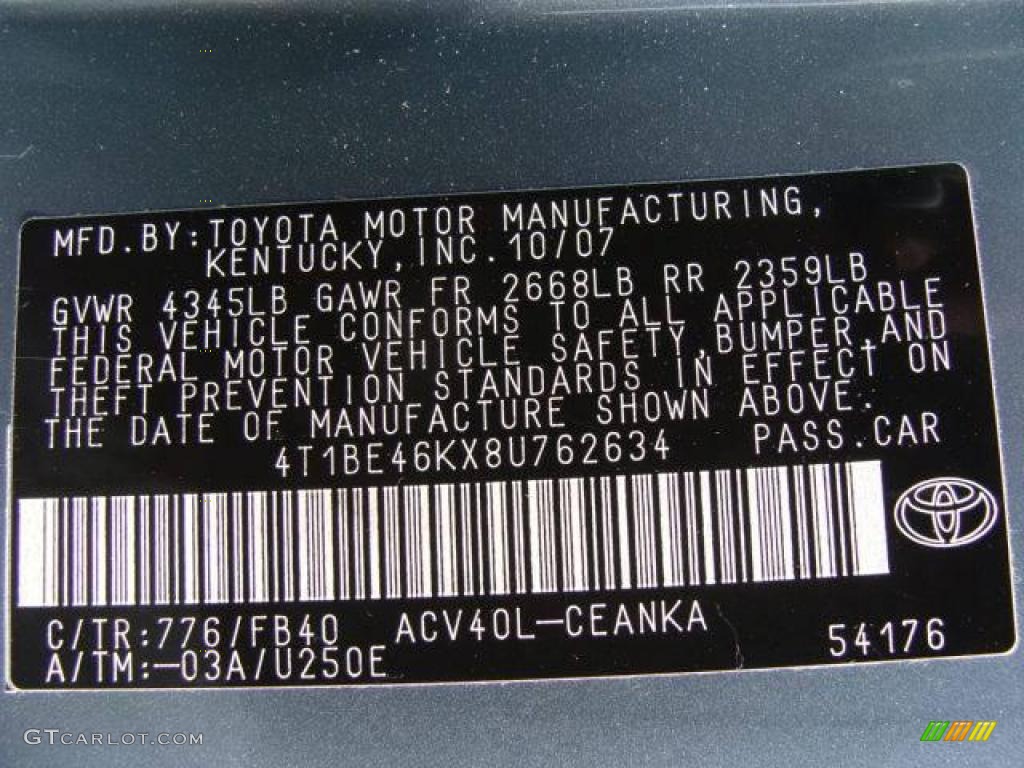 MFD.BY:TOYOTA MOTOR MANUFACTURING,
KENTUCKY,INC.10/07
GVWR 4345LB GAWR FR 2668LB RR 2359LB
THIS VEHICLE CONFORMS TO ALL APPLICABLE
FEDERAL MOTOR VEHICLE SAFETY,BUMPER,AND
THEFT PREVENTION STANDARDS IN EFFECT ON
THE DATE OF MANUFACTURE SHOWN ABOVE.
4T1BE46KX8U762634 PASS.CAR
C/TR:776/FB40 ACV40L-CEANKA
A/TM:-03A/U250E 54176
GTCARLOT.COM